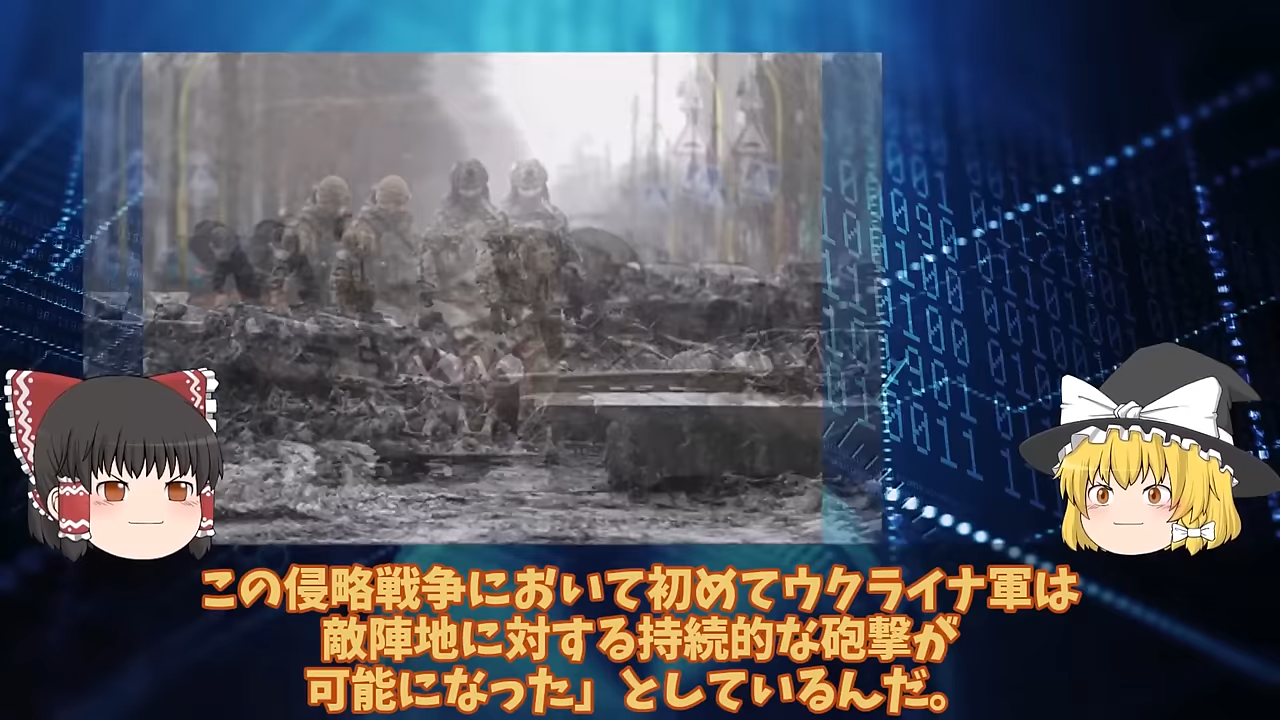 この侵略戦争において初めてウクライナ軍は
敵陣地に対する持続的な砲撃が
可能になった」としているんだ。